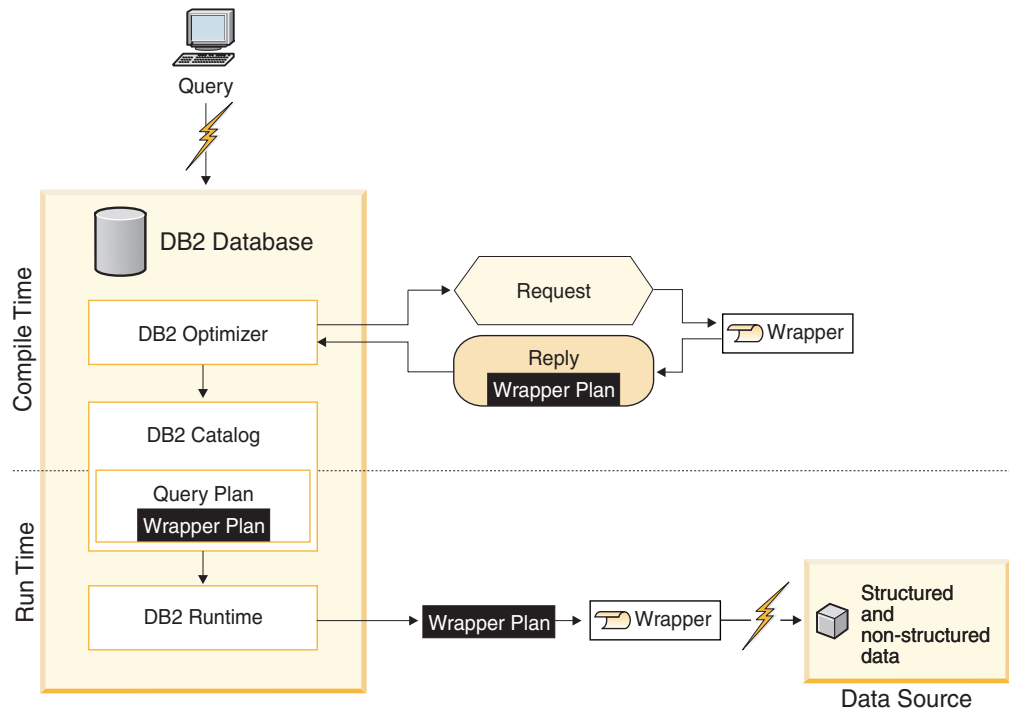 Query
DB2 Database
Compile Time
DB2 Optimizer
Request
Wrapper
Reply
Wrapper Plan
DB2 Catalog
Query Plan
Wrapper Plan
Run Time
DB2 Runtime
Wrapper Plan
Wrapper
Structured
and
non-structured
data
Data Source